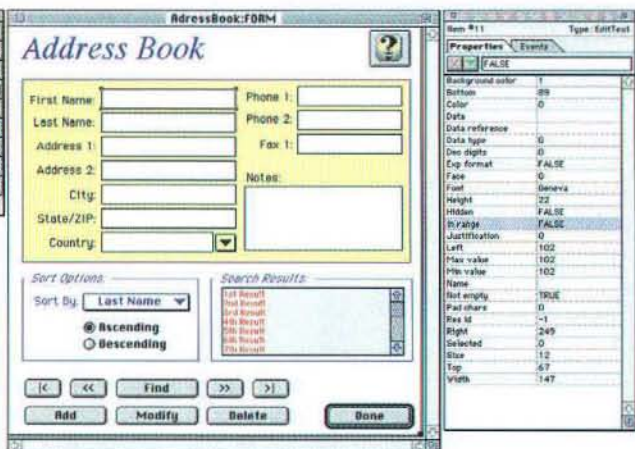 AdressBook:FORM
Address Book
?
First Name:
Last Name:
Address 1:
Address 2:
City:
State/ZIP:
Country:
Phone 1:
Phone 2:
Fax 1:
Notes:
Sort Options:
Sort By: Last Name
Ascending
Descending
Search Results:
1st Result
2nd Result
3rd Result
4th Result
5th Result
6th Result
7th Result
|< << Find >> >|
Add Modify Delete Done
Item #11 Type: EditText
Properties Events
FALSE
Background color 1
Bottom 89
Color 0
Data
Data reference
Data type 0
Dec digits 0
Exp format FALSE
Face 0
Font Geneva
Height 22
Hidden FALSE
In range FALSE
Justification 0
Left 102
Max value 102
Min value 102
Name
Not empty TRUE
Pad chars 0
Res id -1
Right 249
Selected 0
Size 12
Top 67
Width 147